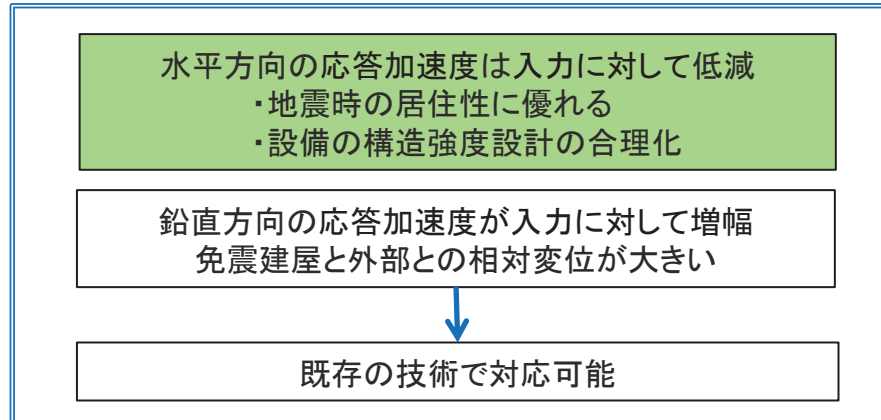 水平方向の応答加速度は入力に対して低減
・地震時の居住性に優れる
・設備の構造強度設計の合理化
鉛直方向の応答加速度が入力に対して増幅
免震建屋と外部との相対変位が大きい
既存の技術で対応可能